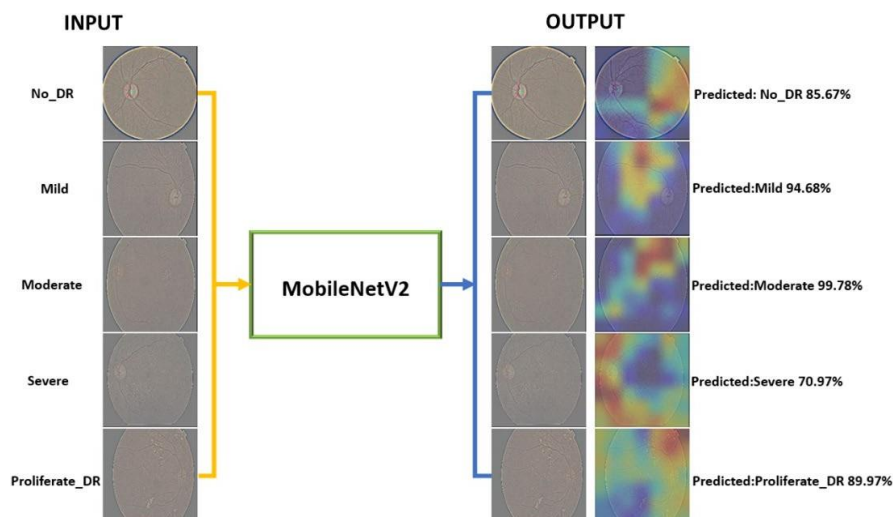 INPUT
OUTPUT
No_DR
Predicted: No_DR 85.67%
Mild
Predicted:Mild 94.68%
MobileNetV2
Moderate
Predicted:Moderate 99.78%
Severe
Predicted:Severe 70.97%
Proliferate_DR
Predicted:Proliferate_DR 89.97%